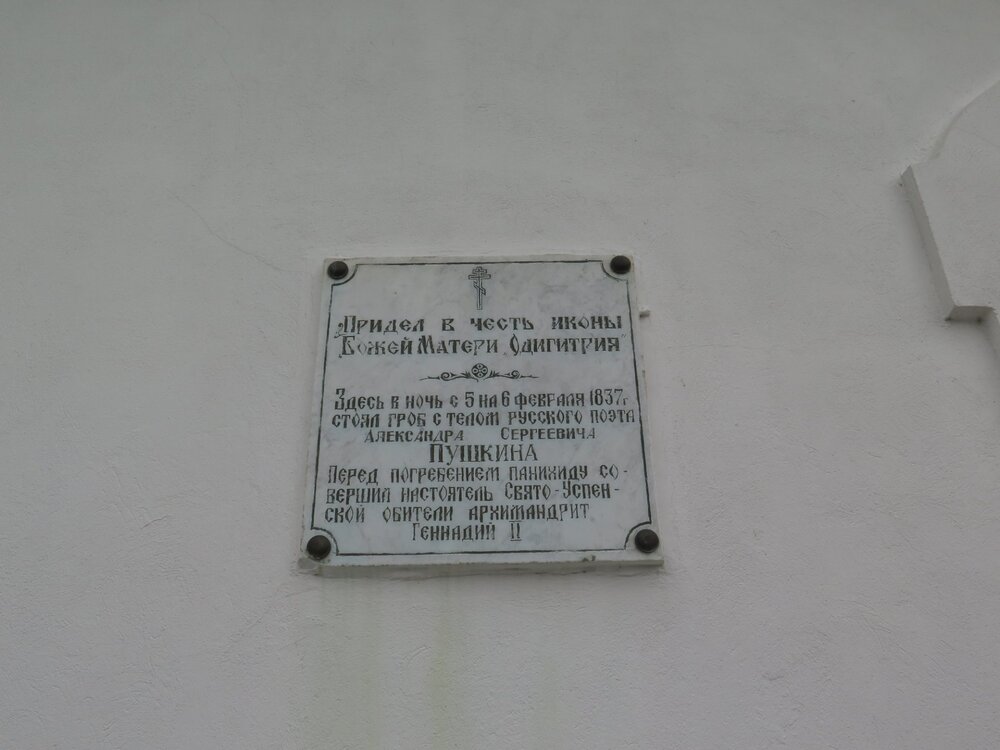 „Придел в честь иконы
Божей Матери „Одигитрия"
Здесь в ночь с 5 на 6 февраля 1837г
стоял гроб с телом русского поэта
Александра Сергеевича
ПУШКИНА
Перед погребением панихиду со-
вершил настоятель Свято-Успен-
ской обители архимандрит
Геннадий II